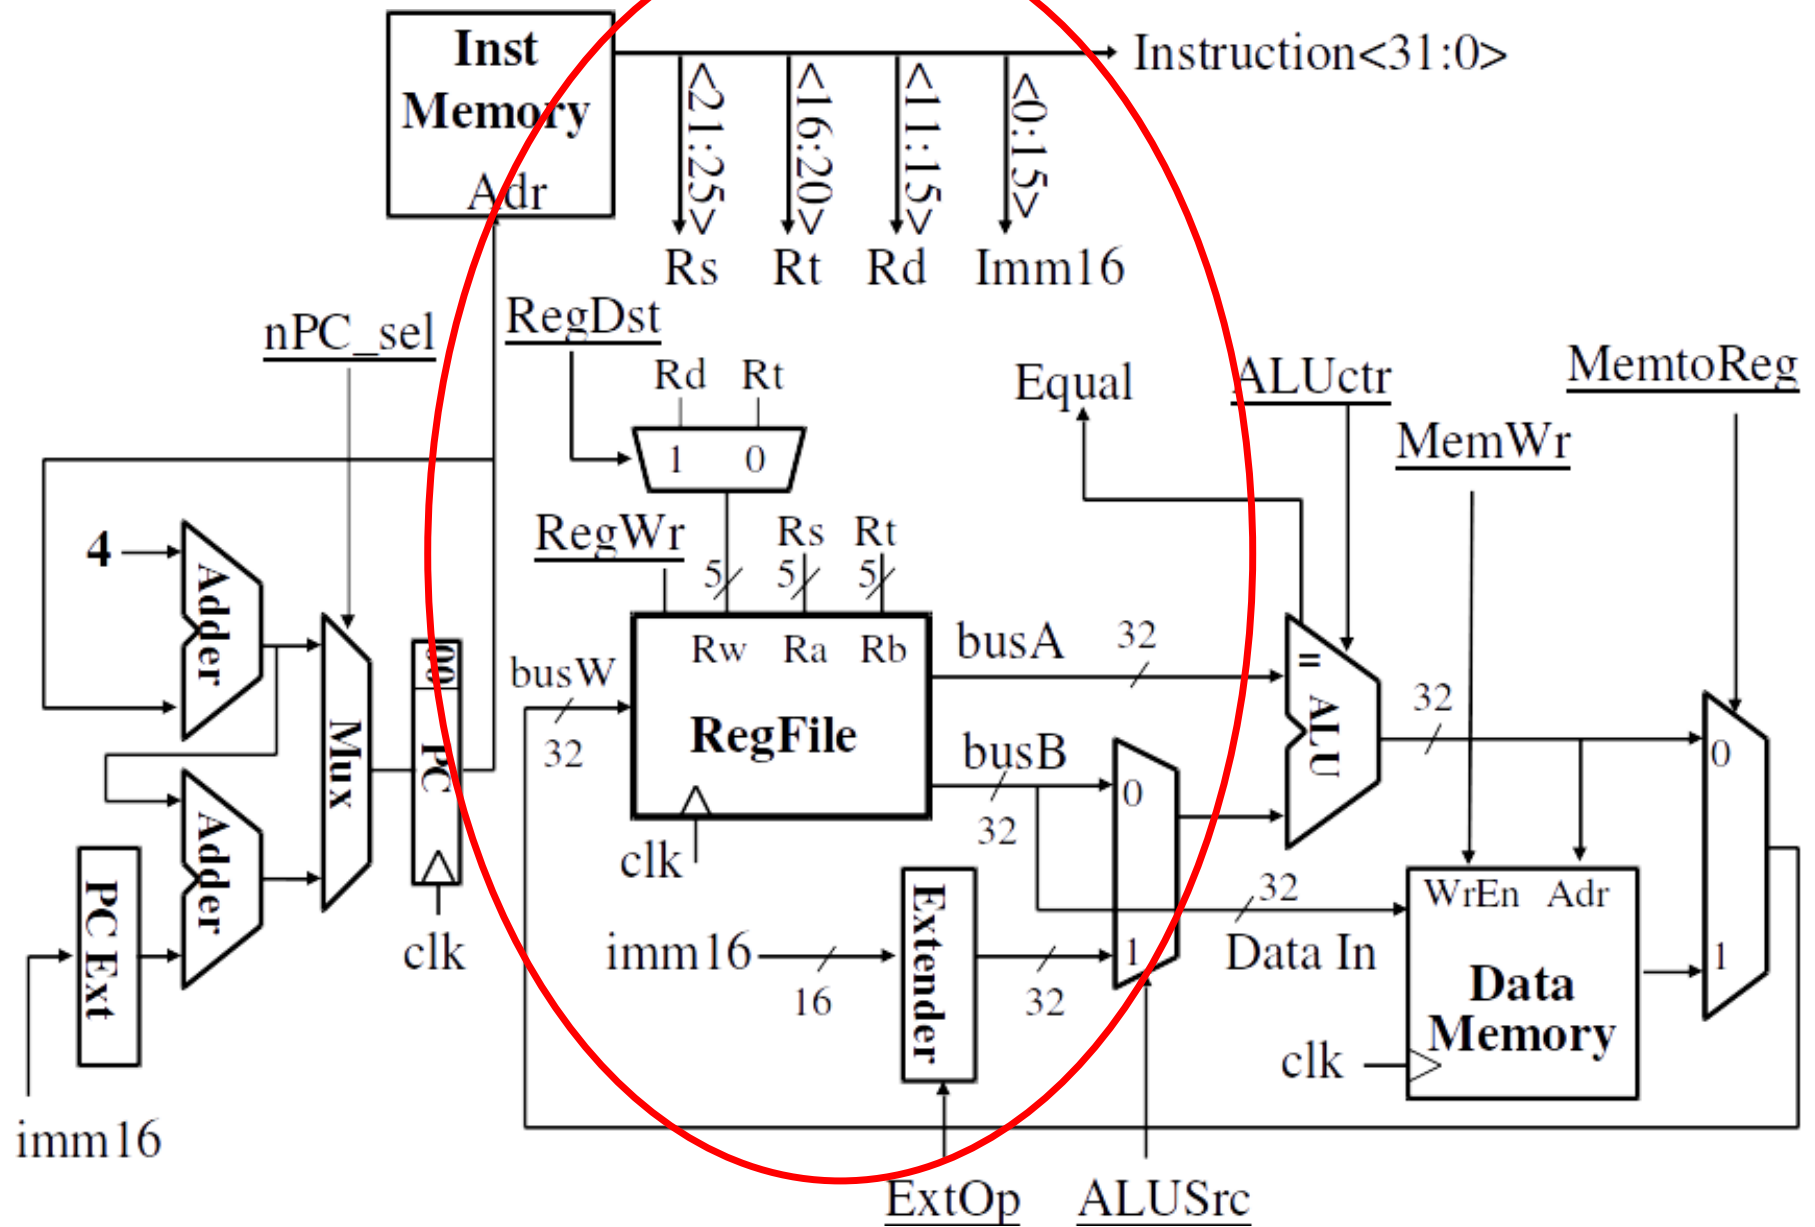 Inst
Memory
Adr
Instruction<31:0>
<21:25>
<16:20>
<11:15>
<0:15>
Rs
Rt
Rd
Imm16
nPC_sel
RegDst
Rd Rt
1 0
Equal
ALUctr
MemWr
MemtoReg
4
Adder
Adder
Mux
00
PC
clk
PC Ext
imm16
RegWr
Rs Rt
5 5 5
Rw Ra Rb
RegFile
busW
32
clk
busA
32
busB
32
0
1
imm16
16
Extender
32
ExtOp
ALUSrc
=
ALU
32
32
Data In
WrEn Adr
Data
Memory
clk
0
1